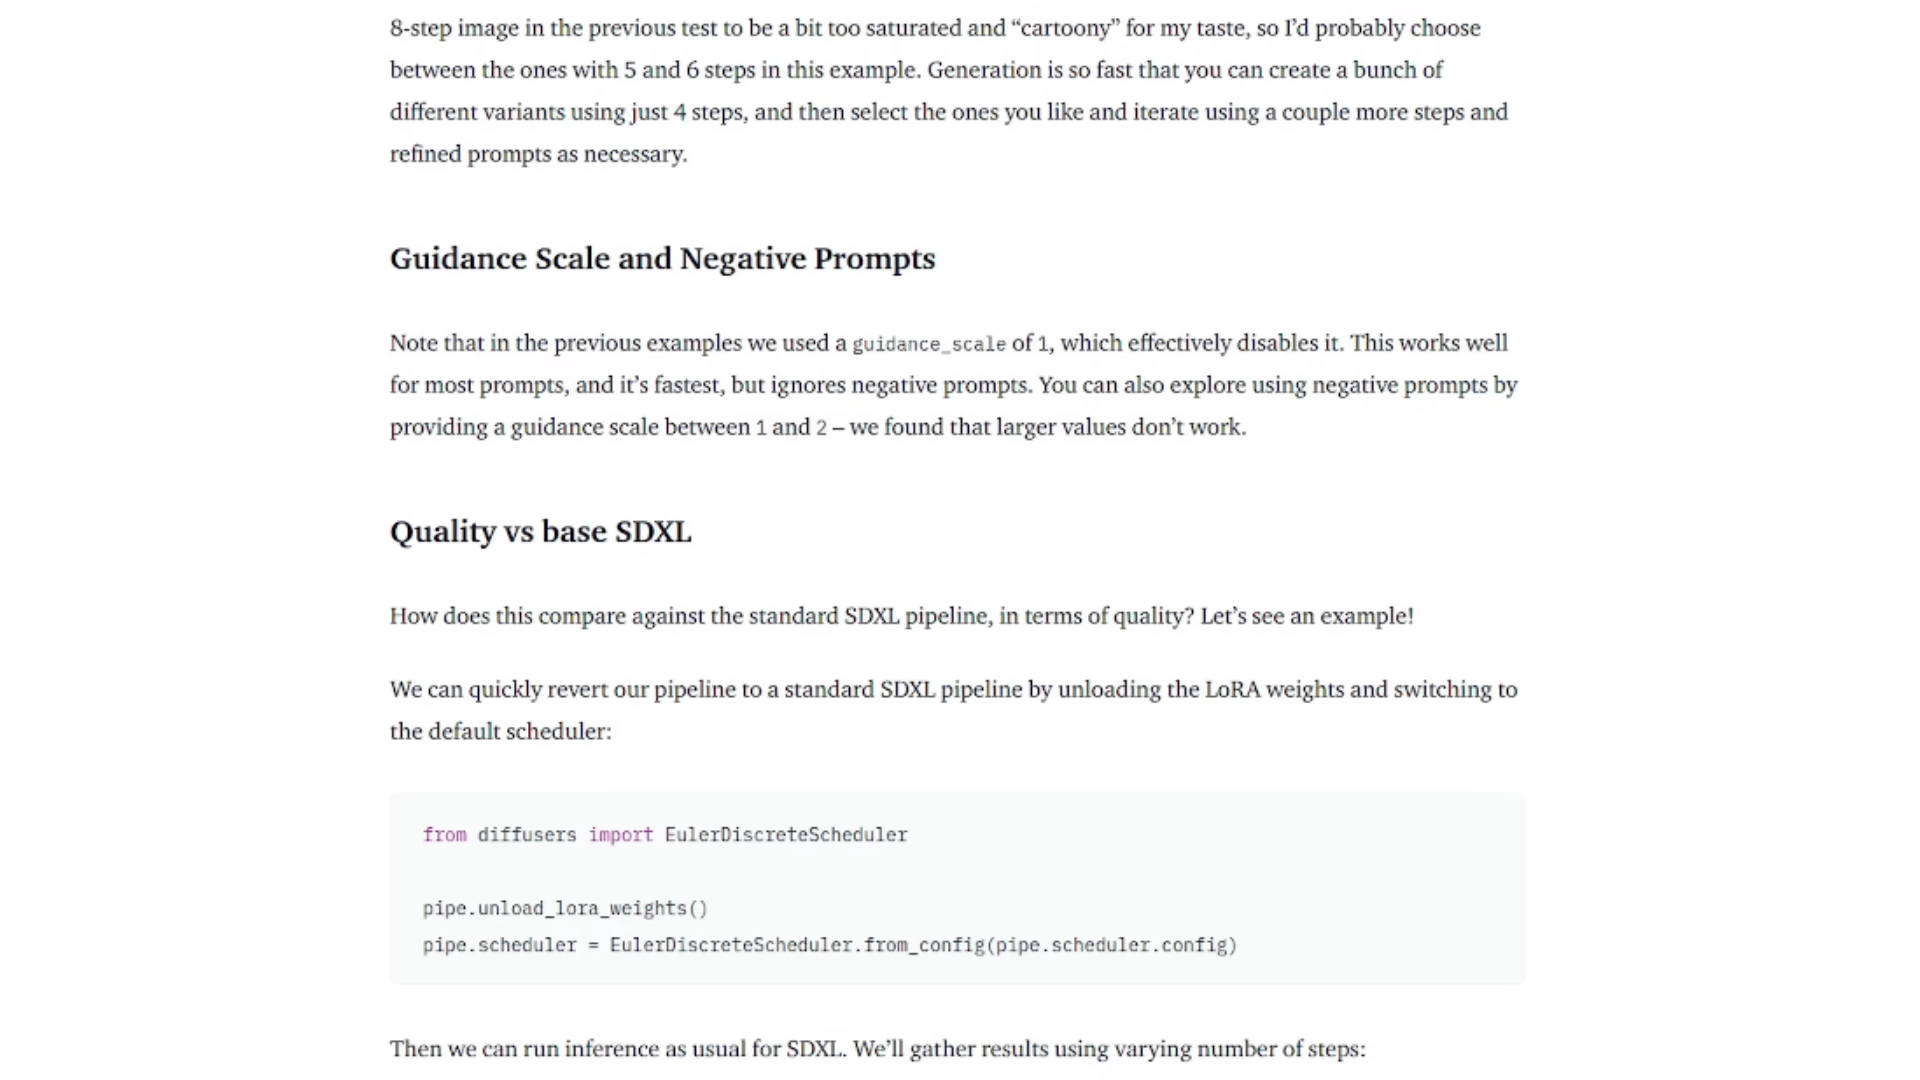 8-step image in the previous test to be a bit too saturated and “cartoony” for my taste, so I’d probably choose
between the ones with 5 and 6 steps in this example. Generation is so fast that you can create a bunch of
different variants using just 4 steps, and then select the ones you like and iterate using a couple more steps and
refined prompts as necessary.
Guidance Scale and Negative Prompts
Note that in the previous examples we used a guidance_scale of 1, which effectively disables it. This works well
for most prompts, and it’s fastest, but ignores negative prompts. You can also explore using negative prompts by
providing a guidance scale between 1 and 2 – we found that larger values don’t work.
Quality vs base SDXL
How does this compare against the standard SDXL pipeline, in terms of quality? Let’s see an example!
We can quickly revert our pipeline to a standard SDXL pipeline by unloading the LoRA weights and switching to
the default scheduler:
from diffusers import EulerDiscreteScheduler
pipe.unload_lora_weights()
pipe.scheduler = EulerDiscreteScheduler.from_config(pipe.scheduler.config)
Then we can run inference as usual for SDXL. We’ll gather results using varying number of steps: